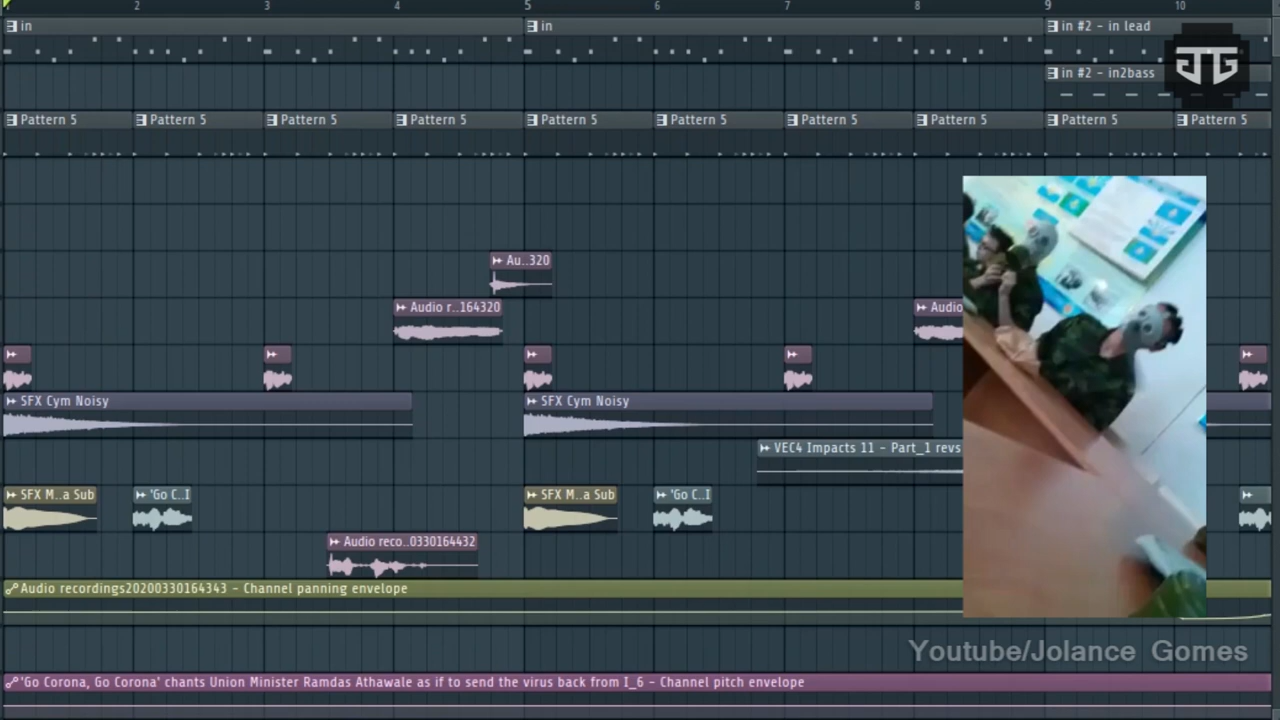 1 2 3 4 5 6 7 8 9 10
in in in #2 - in lead
JG
in #2 - in2bass
Pattern 5 Pattern 5 Pattern 5 Pattern 5 Pattern 5 Pattern 5 Pattern 5 Pattern 5 Pattern 5 Pattern 5
Au..320
Audio r..164320 Audio
SFX Cym Noisy SFX Cym Noisy
VEC4 Impacts 11 - Part_1 revs
SFX M..a Sub 'Go C..I SFX M..a Sub 'Go C..I
Audio reco..0330164432
Audio recordings20200330164343 - Channel panning envelope
Youtube/Jolance Gomes
'Go Corona, Go Corona' chants Union Minister Ramdas Athawale as if to send the virus back from I_6 - Channel pitch envelope